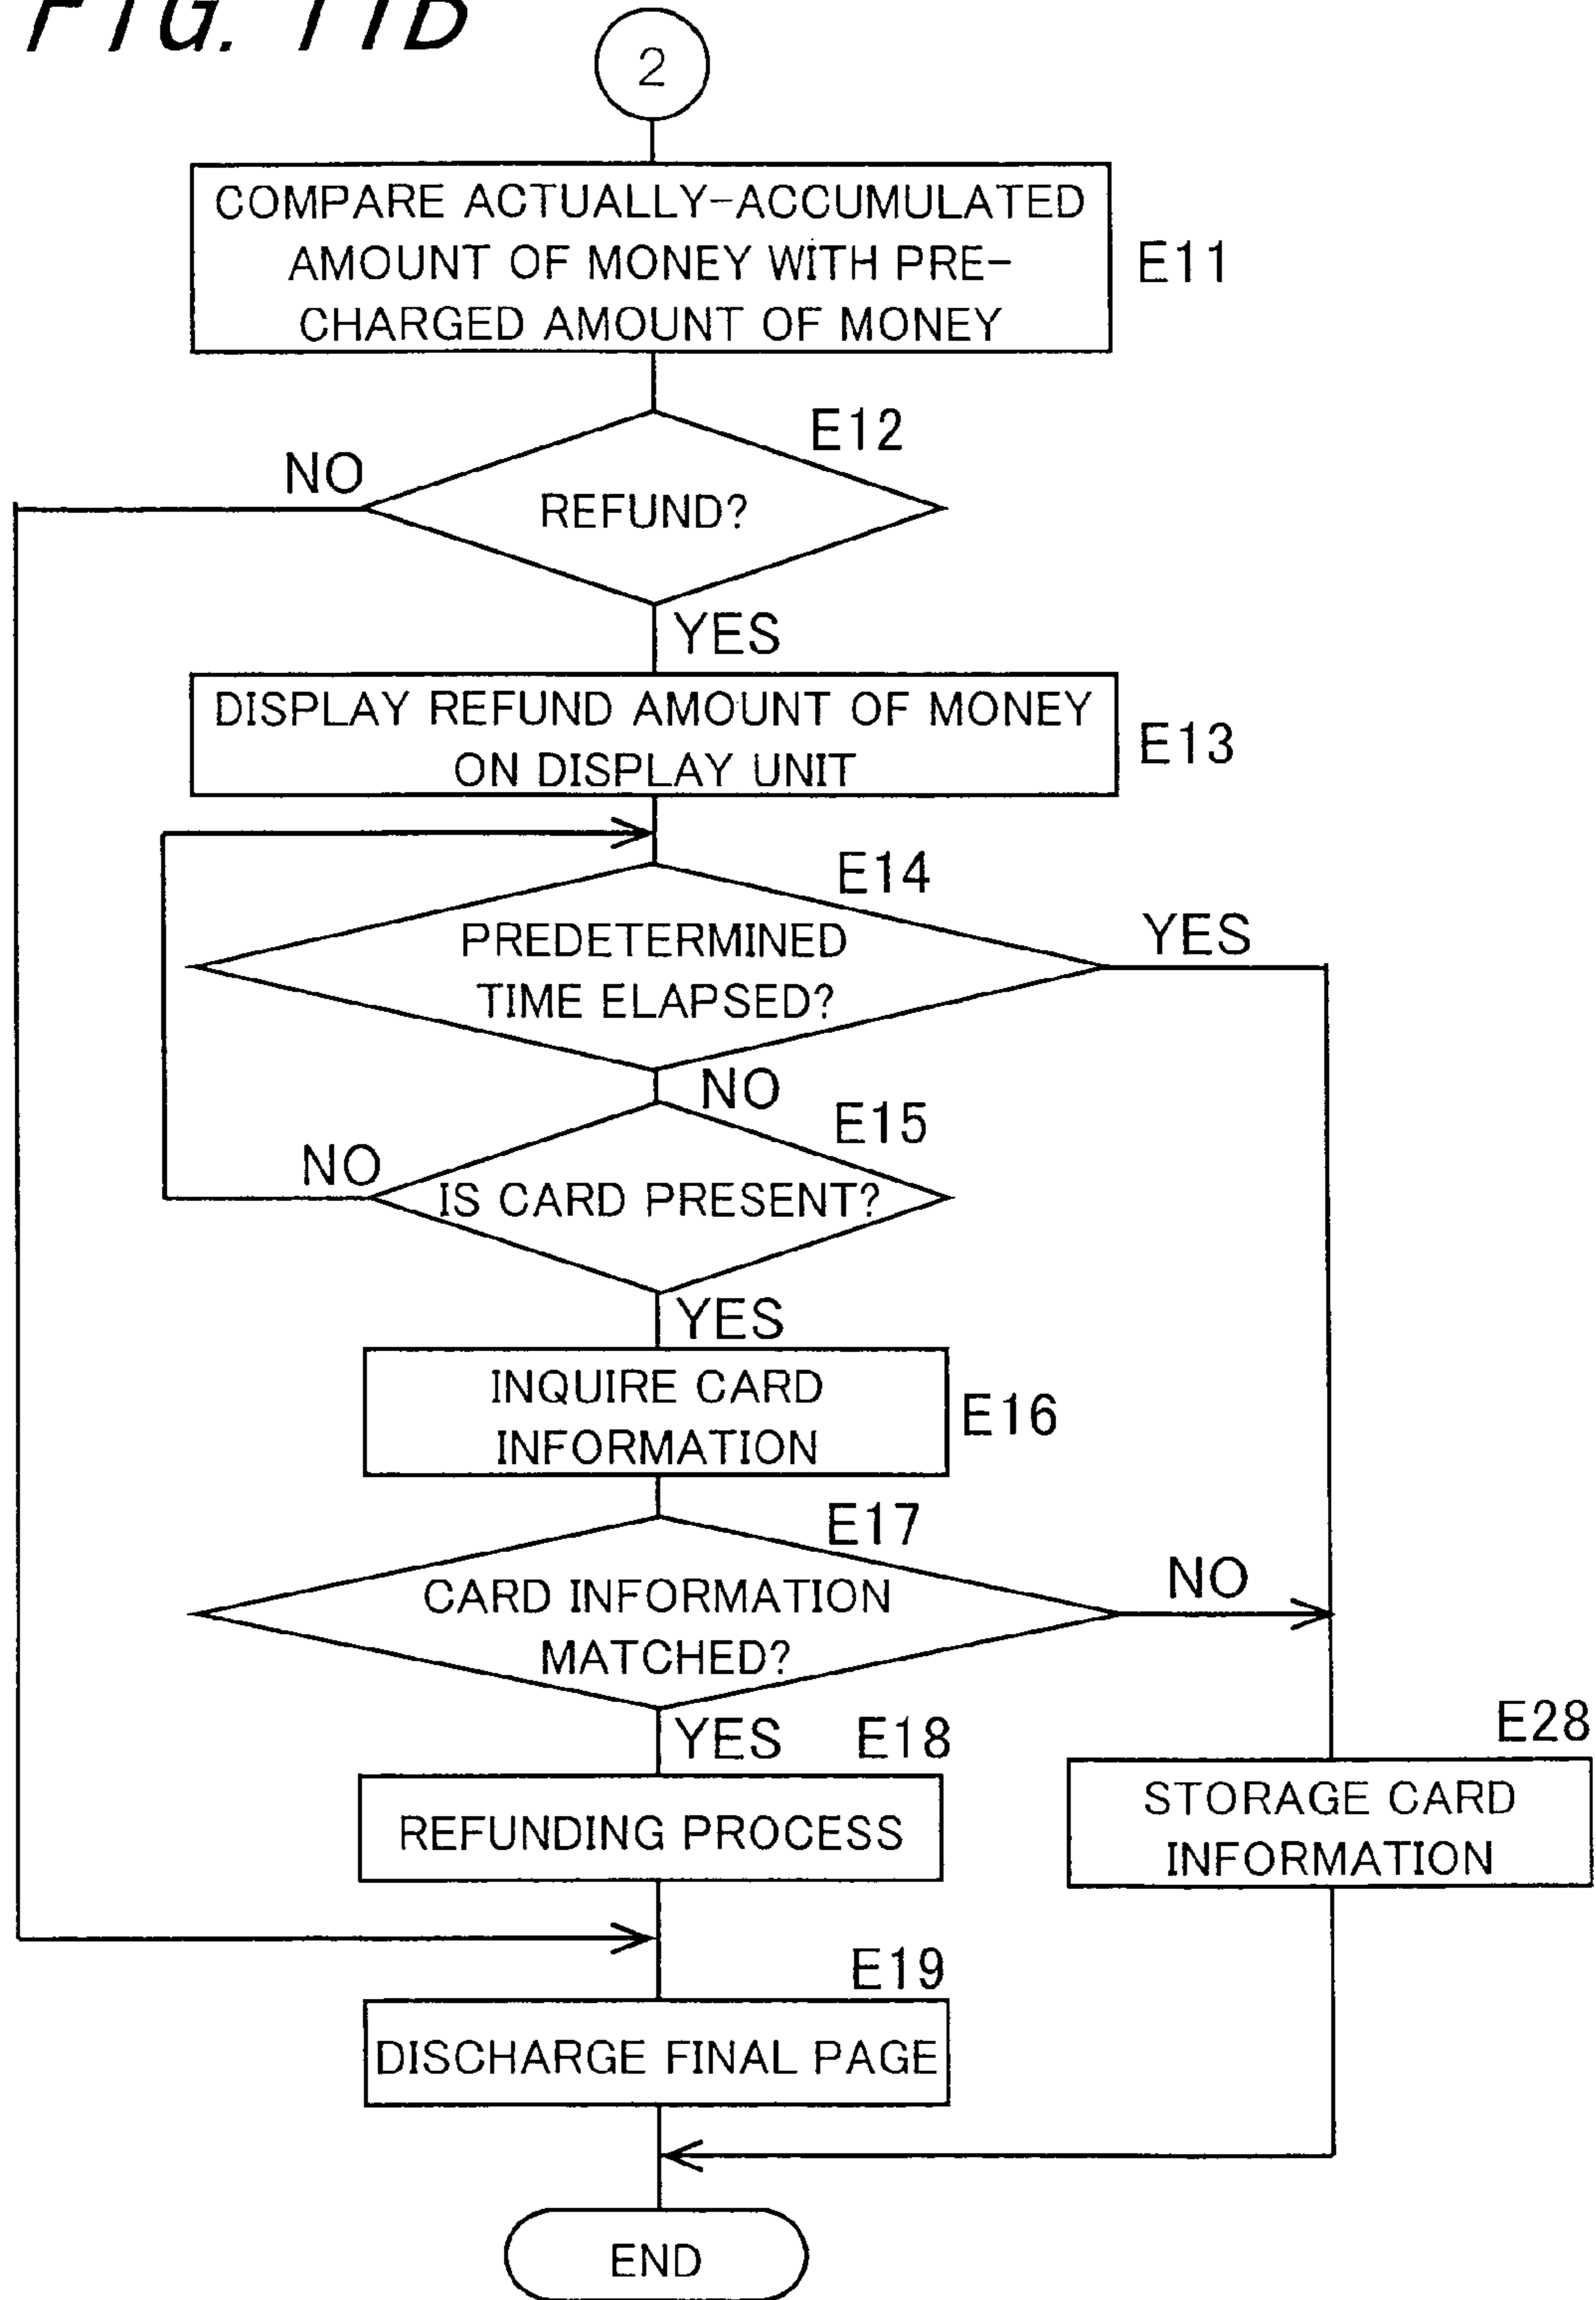 FIG. 11B
2
COMPARE ACTUALLY-ACCUMULATED
AMOUNT OF MONEY WITH PRE-
CHARGED AMOUNT OF MONEY
E11
E12
NO
REFUND?
YES
DISPLAY REFUND AMOUNT OF MONEY
ON DISPLAY UNIT
E13
E14
PREDETERMINED
TIME ELAPSED?
YES
NO
E15
NO
IS CARD PRESENT?
YES
INQUIRE CARD
INFORMATION
E16
E17
CARD INFORMATION
MATCHED?
NO
YES
E18
REFUNDING PROCESS
E28
STORAGE CARD
INFORMATION
E19
DISCHARGE FINAL PAGE
END